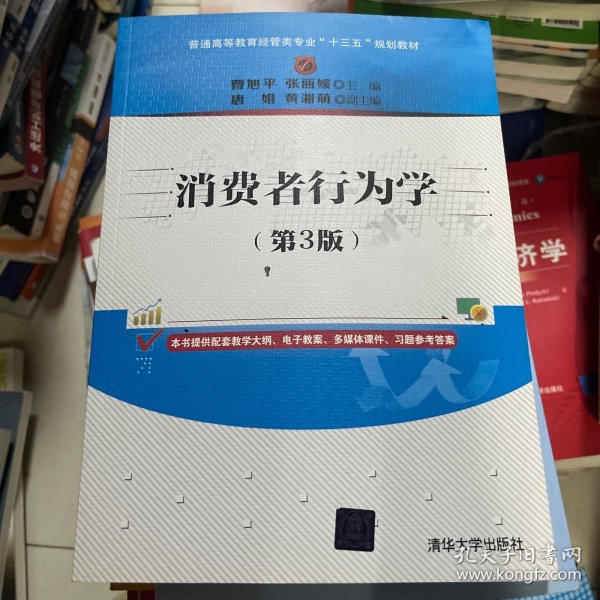 普通高等教育经管类专业“十三五”规划教材
曹旭平 张丽媛◎主 编
唐 娟 黄湘萌◎副主编
消费者行为学
（第3版）
本书提供配套教学大纲、电子教案、多媒体课件、习题参考答案
清华大学出版社
济学
孔夫子旧书网
www.kongfz.com